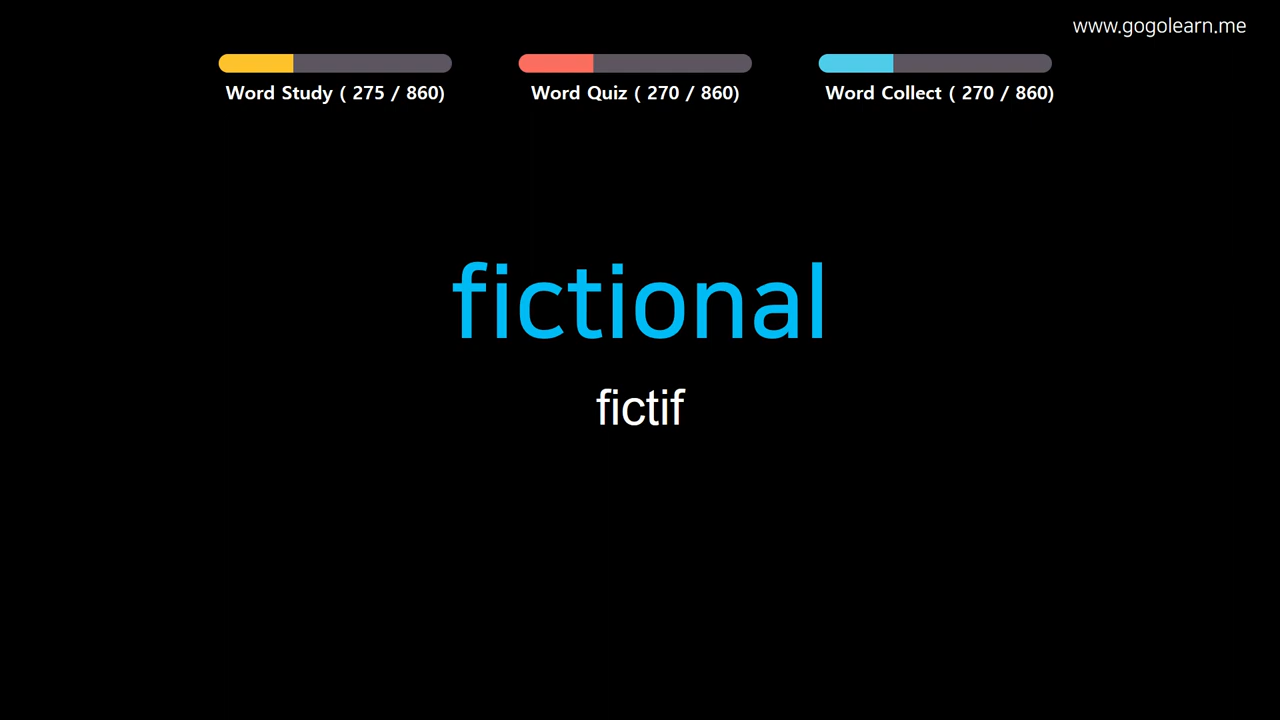 www.gogolearn.me
Word Study ( 275 / 860)
Word Quiz ( 270 / 860)
Word Collect ( 270 / 860)
fictional
fictif